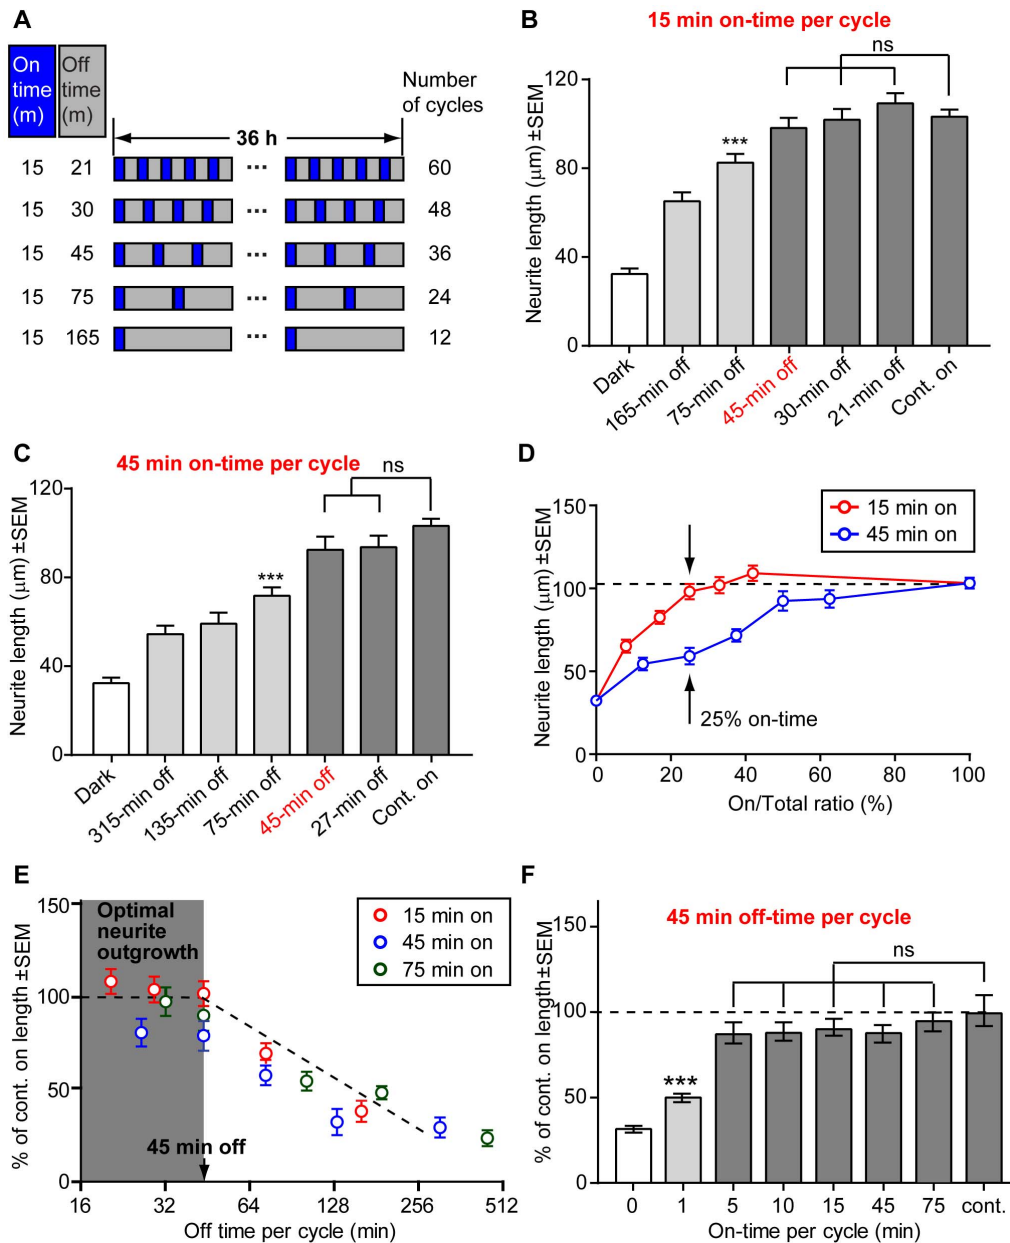 A
On time (m)
Off time (m)
Number of cycles
36 h
15 21 ... 60
15 30 ... 48
15 45 ... 36
15 75 ... 24
15 165 ... 12
B
15 min on-time per cycle
ns
***
Neurite length (μm) ±SEM
120
80
40
0
Dark
165-min off
75-min off
45-min off
30-min off
21-min off
Cont. on
C
45 min on-time per cycle
ns
***
Neurite length (μm) ±SEM
120
80
40
0
Dark
315-min off
135-min off
75-min off
45-min off
27-min off
Cont. on
D
15 min on
45 min on
Neurite length (μm) ±SEM
150
100
50
0
25% on-time
0 20 40 60 80 100
On/Total ratio (%)
E
Optimal
neurite
outgrowth
15 min on
45 min on
75 min on
% of cont. on length ±SEM
150
100
50
0
45 min off
16 32 64 128 256 512
Off time per cycle (min)
F
45 min off-time per cycle
ns
***
% of cont. on length±SEM
150
100
50
0
0 1 5 10 15 45 75 cont.
On-time per cycle (min)